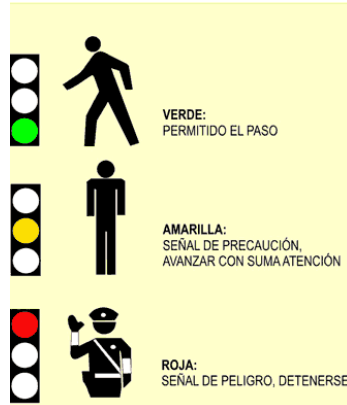 VERDE:
PERMITIDO EL PASO
AMARILLA:
SEÑAL DE PRECAUCIÓN,
AVANZAR CON SUMA ATENCIÓN
ROJA:
SEÑAL DE PELIGRO, DETENERSE